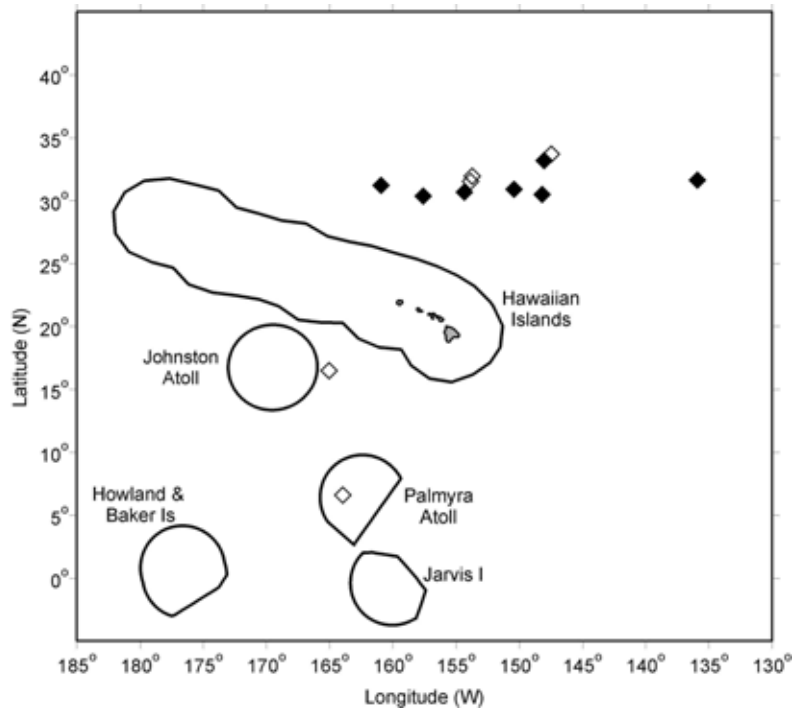 40°
35°
30°
25°
20°
15°
10°
5°
0°
Latitude (N)
Hawaiian
Islands
Johnston
Atoll
Howland &
Baker Is
Palmyra
Atoll
Jarvis I
185° 180° 175° 170° 165° 160° 155° 150° 145° 140° 135° 130°
Longitude (W)